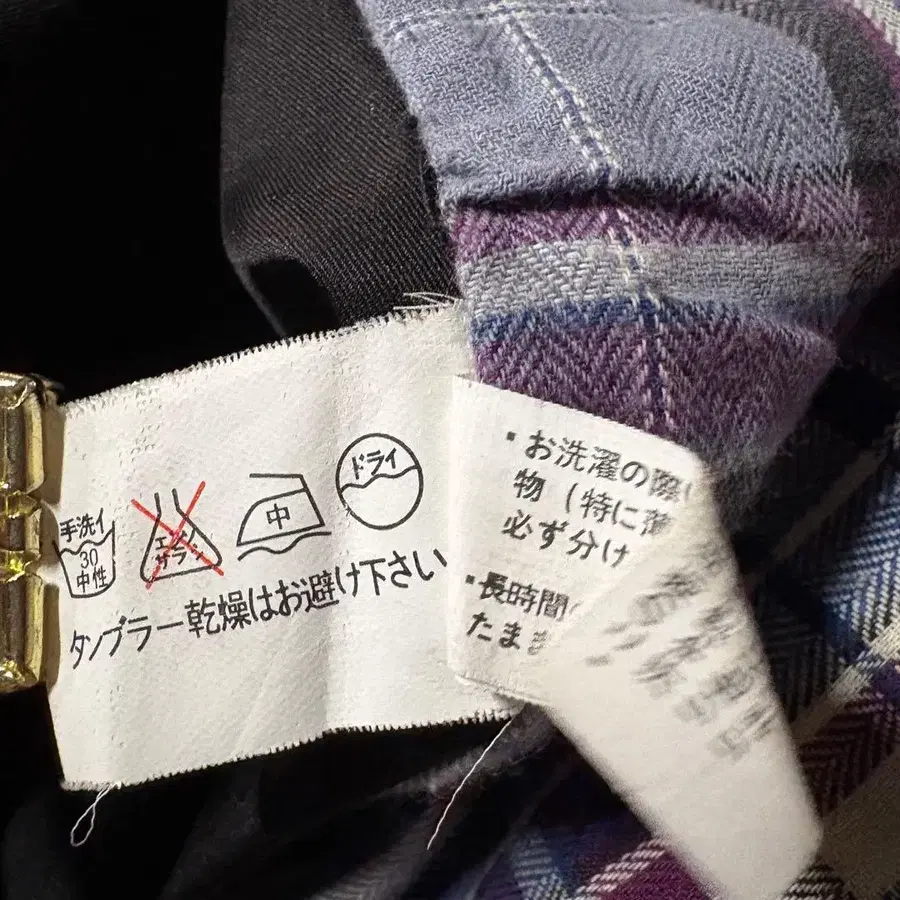 手洗イ
30
中性
エンソ
サラシ
中
ドライ
タンブラー乾燥はお避け下さい
・お洗濯の際
物（特に薄
必ず分け
・長時間
たまま